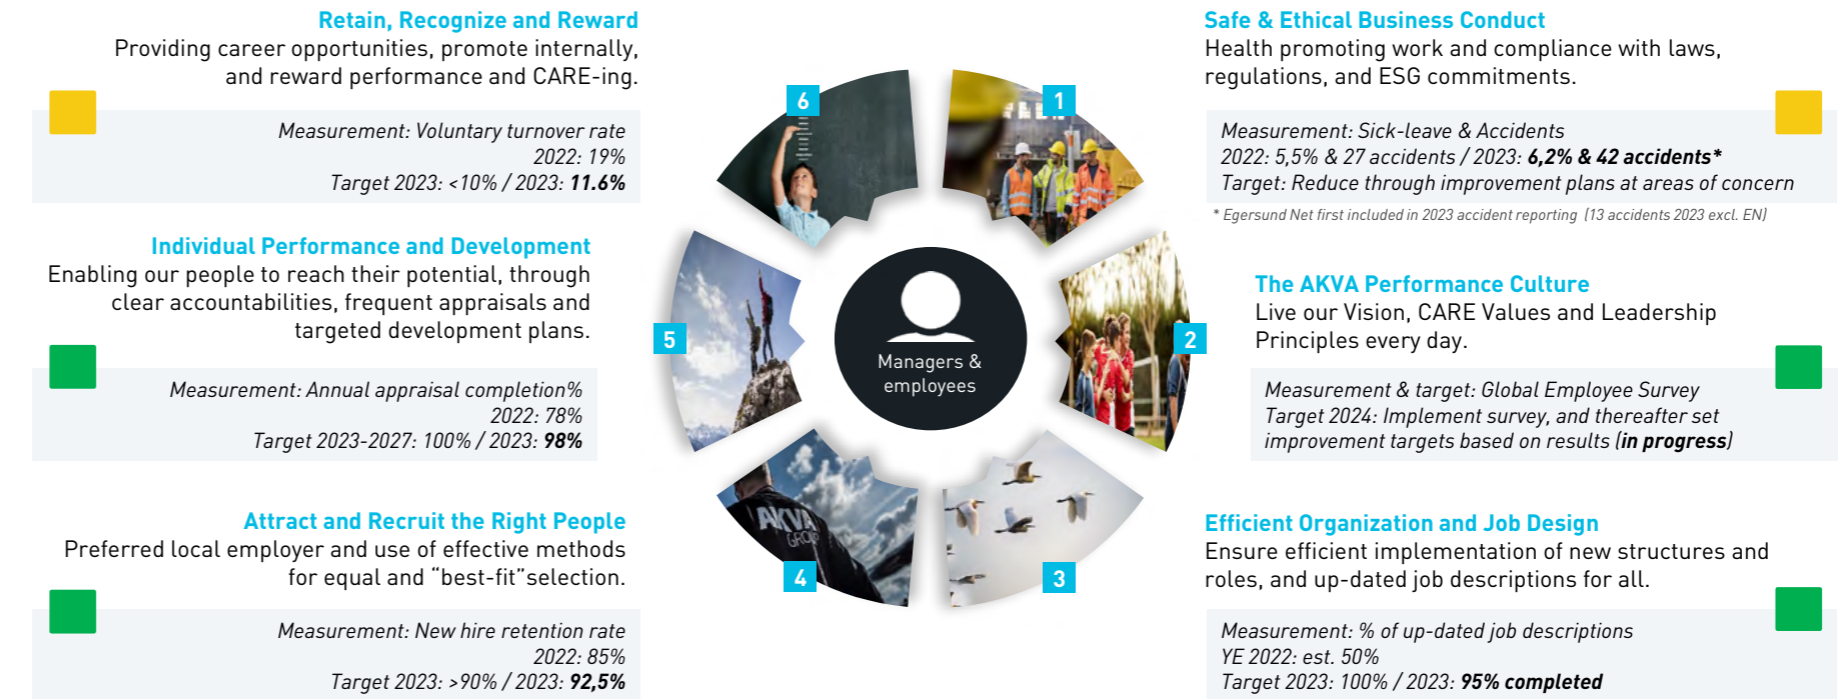 Retain, Recognize and Reward
Providing career opportunities, promote internally,
and reward performance and CARE-ing.
Measurement: Voluntary turnover rate
2022: 19%
Target 2023: <10% / 2023: 11.6%
Individual Performance and Development
Enabling our people to reach their potential, through
clear accountabilities, frequent appraisals and
targeted development plans.
Measurement: Annual appraisal completion%
2022: 78%
Target 2023-2027: 100% / 2023: 98%
Attract and Recruit the Right People
Preferred local employer and use of effective methods
for equal and “best-fit”selection.
Measurement: New hire retention rate
2022: 85%
Target 2023: >90% / 2023: 92,5%
6
1
5
2
4
3
Managers &
employees
AKVA
GROUP
Safe & Ethical Business Conduct
Health promoting work and compliance with laws,
regulations, and ESG commitments.
Measurement: Sick-leave & Accidents
2022: 5,5% & 27 accidents / 2023: 6,2% & 42 accidents*
Target: Reduce through improvement plans at areas of concern
* Egersund Net first included in 2023 accident reporting (13 accidents 2023 excl. EN)
The AKVA Performance Culture
Live our Vision, CARE Values and Leadership
Principles every day.
Measurement & target: Global Employee Survey
Target 2024: Implement survey, and thereafter set
improvement targets based on results (in progress)
Efficient Organization and Job Design
Ensure efficient implementation of new structures and
roles, and up-dated job descriptions for all.
Measurement: % of up-dated job descriptions
YE 2022: est. 50%
Target 2023: 100% / 2023: 95% completed